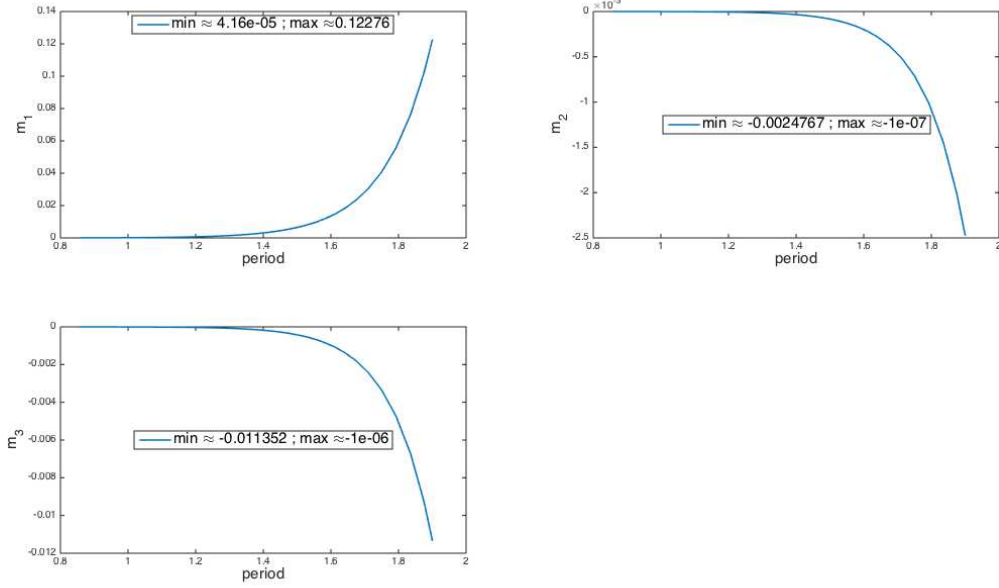 0.14
0.12
0.1
0.08
0.06
0.04
0.02
0
m1
min ≈ 4.16e-05 ; max ≈0.12276
0.8 1 1.2 1.4 1.6 1.8 2
period
0
-0.5
-1
-1.5
-2
-2.5
m2
min ≈ -0.0024767 ; max ≈-1e-07
0.8 1 1.2 1.4 1.6 1.8 2
period
0
-0.002
-0.004
-0.006
-0.008
-0.01
-0.012
m3
min ≈ -0.011352 ; max ≈-1e-06
0.8 1 1.2 1.4 1.6 1.8 2
period